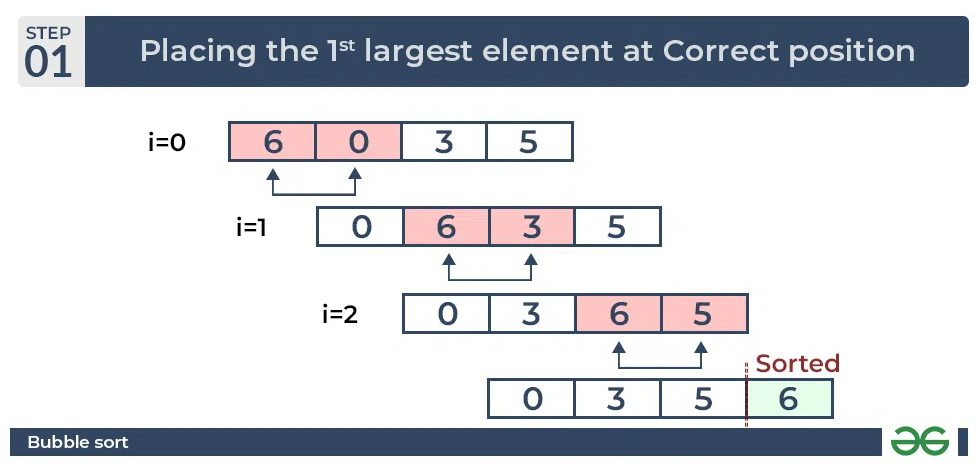 STEP
01
Placing the 1st largest element at Correct position
i=0 6 0 3 5
i=1 0 6 3 5
i=2 0 3 6 5
Sorted
0 3 5 6
Bubble sort